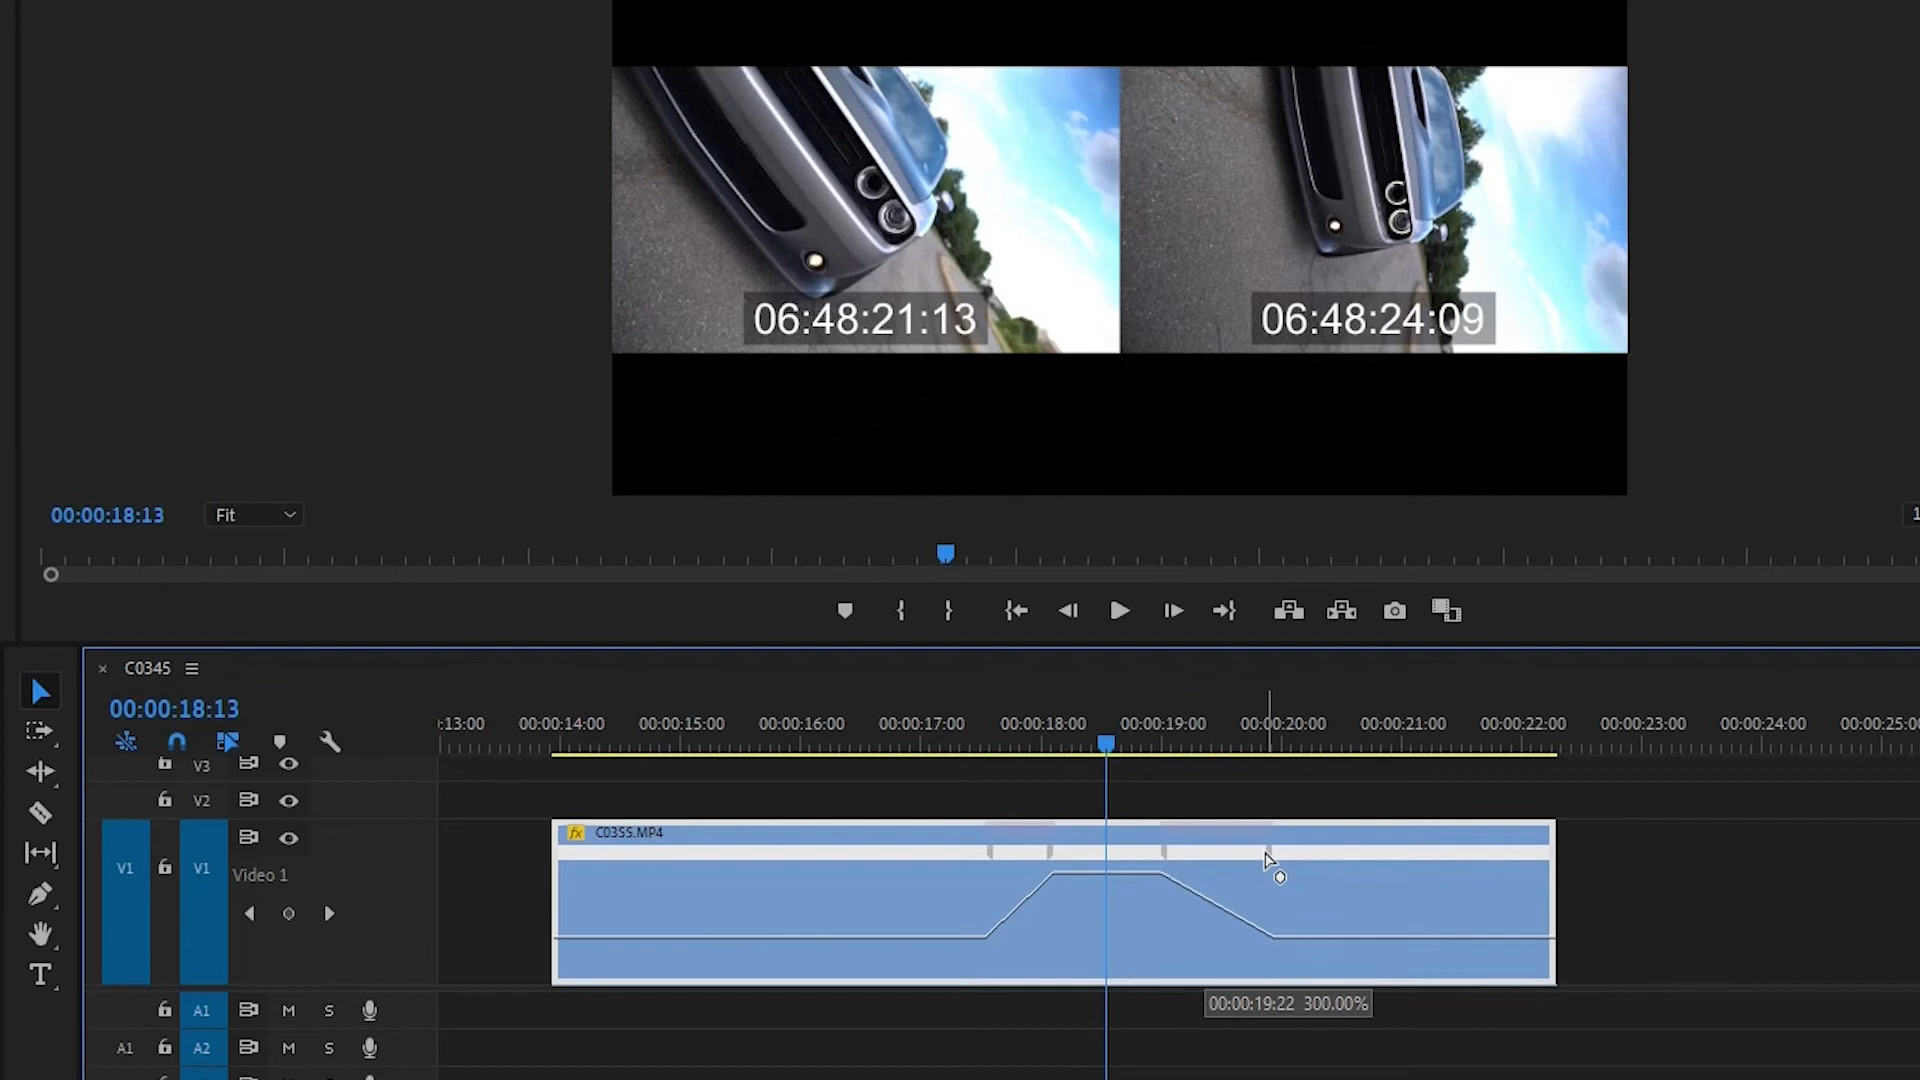 06:48:21:13 06:48:24:09
00:00:18:13 Fit
C0345
00:00:18:13
:13:00 00:00:14:00 00:00:15:00 00:00:16:00 00:00:17:00 00:00:18:00 00:00:19:00 00:00:20:00 00:00:21:00 00:00:22:00 00:00:23:00 00:00:24:00 00:00:25:00
V3
V2
fx C0355.MP4
V1 V1
Video 1
00:00:19:22 300.00%
A1 M S
A1 A2 M S
T